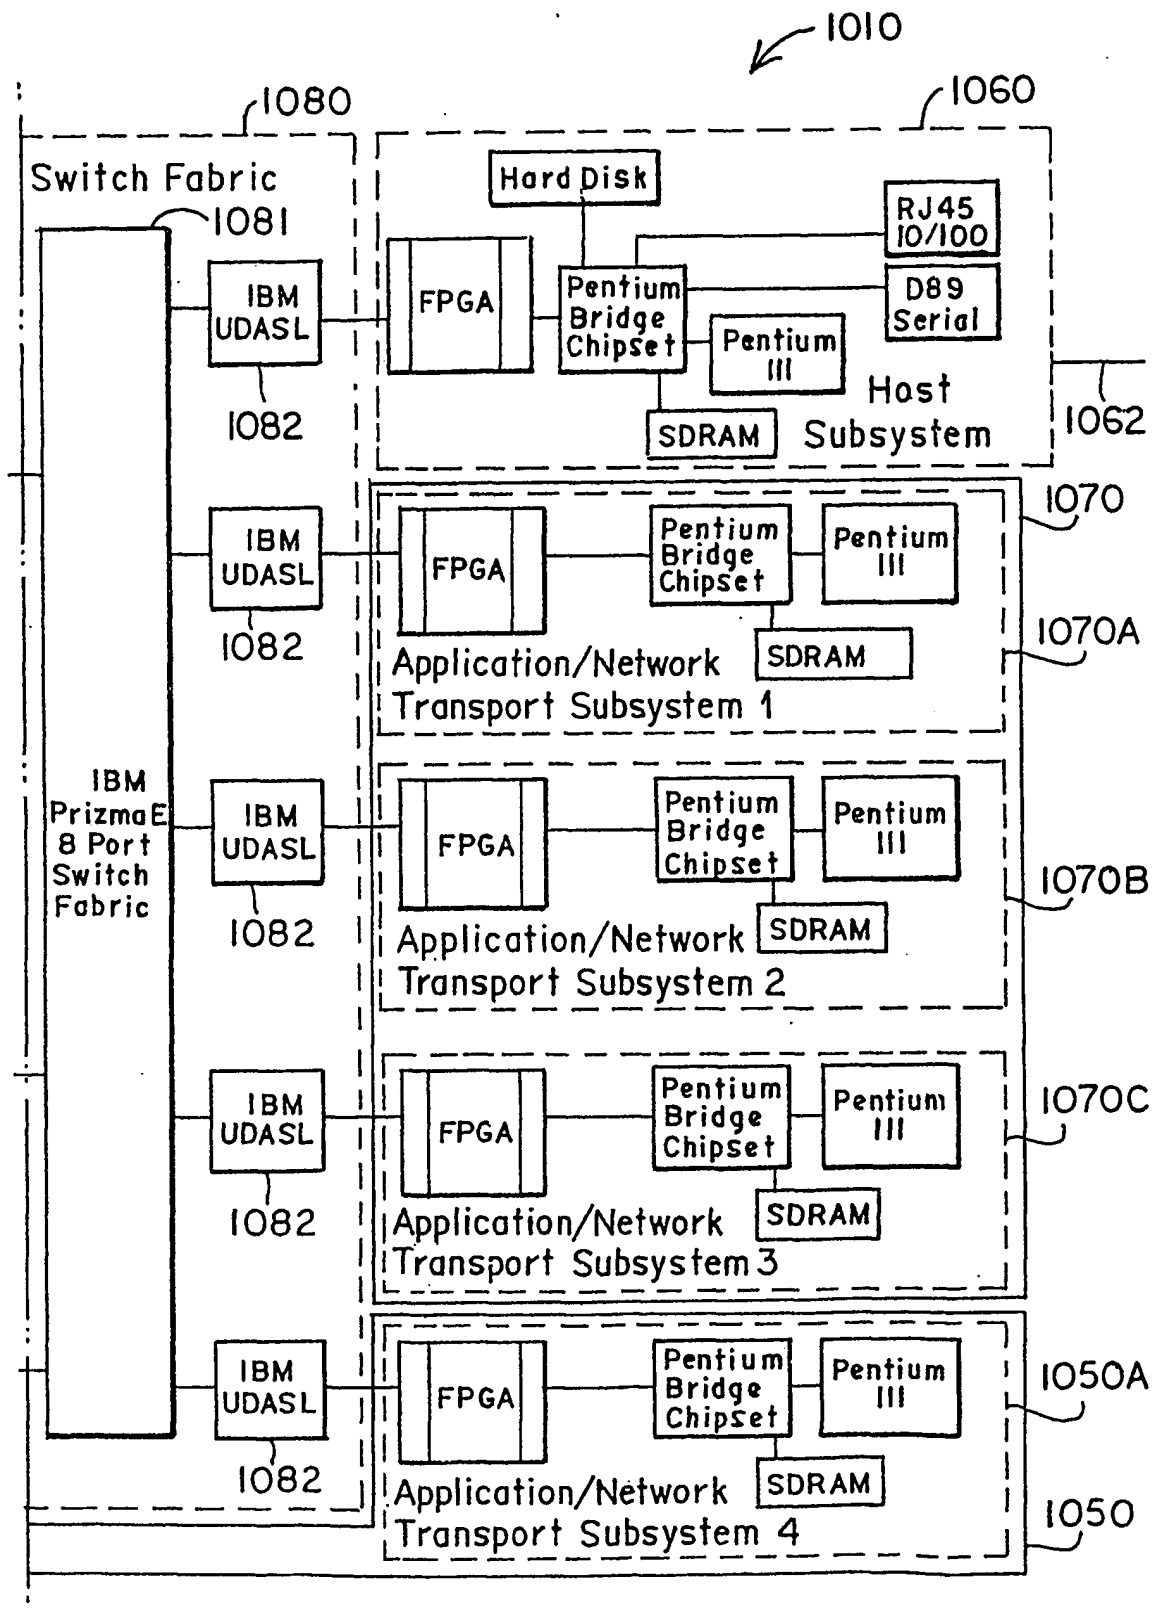 1010
1080
1060
Switch Fabric
1081
Hard Disk
RJ45
10/100
IBM
UDASL
FPGA
Pentium
Bridge
Chipset
D89
Serial
Pentium
III
1082
SDRAM
Host
Subsystem
1062
1070
IBM
UDASL
FPGA
Pentium
Bridge
Chipset
Pentium
III
1082
SDRAM
1070A
Application/Network
Transport Subsystem 1
IBM
PrizmaE
8 Port
Switch
Fabric
IBM
UDASL
FPGA
Pentium
Bridge
Chipset
Pentium
III
1070B
1082
SDRAM
Application/Network
Transport Subsystem 2
IBM
UDASL
FPGA
Pentium
Bridge
Chipset
Pentium
III
1070C
1082
SDRAM
Application/Network
Transport Subsystem 3
IBM
UDASL
FPGA
Pentium
Bridge
Chipset
Pentium
III
1050A
1082
SDRAM
Application/Network
Transport Subsystem 4
1050